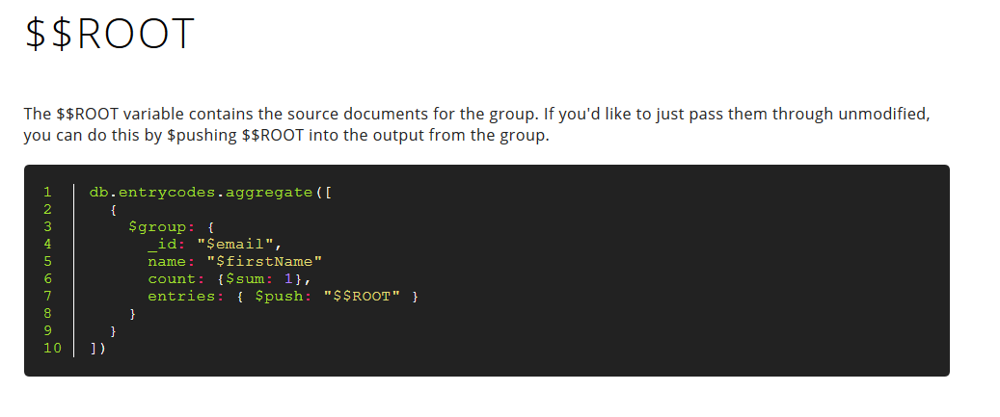 $$ROOT
The $$ROOT variable contains the source documents for the group. If you'd like to just pass them through unmodified,
you can do this by $pushing $$ROOT into the output from the group.
1 db.entrycodes.aggregate([
2   {
3     $group: {
4       _id: "$email",
5       name: "$firstName"
6       count: {$sum: 1},
7       entries: { $push: "$$ROOT" }
8     }
9   }
10 ])